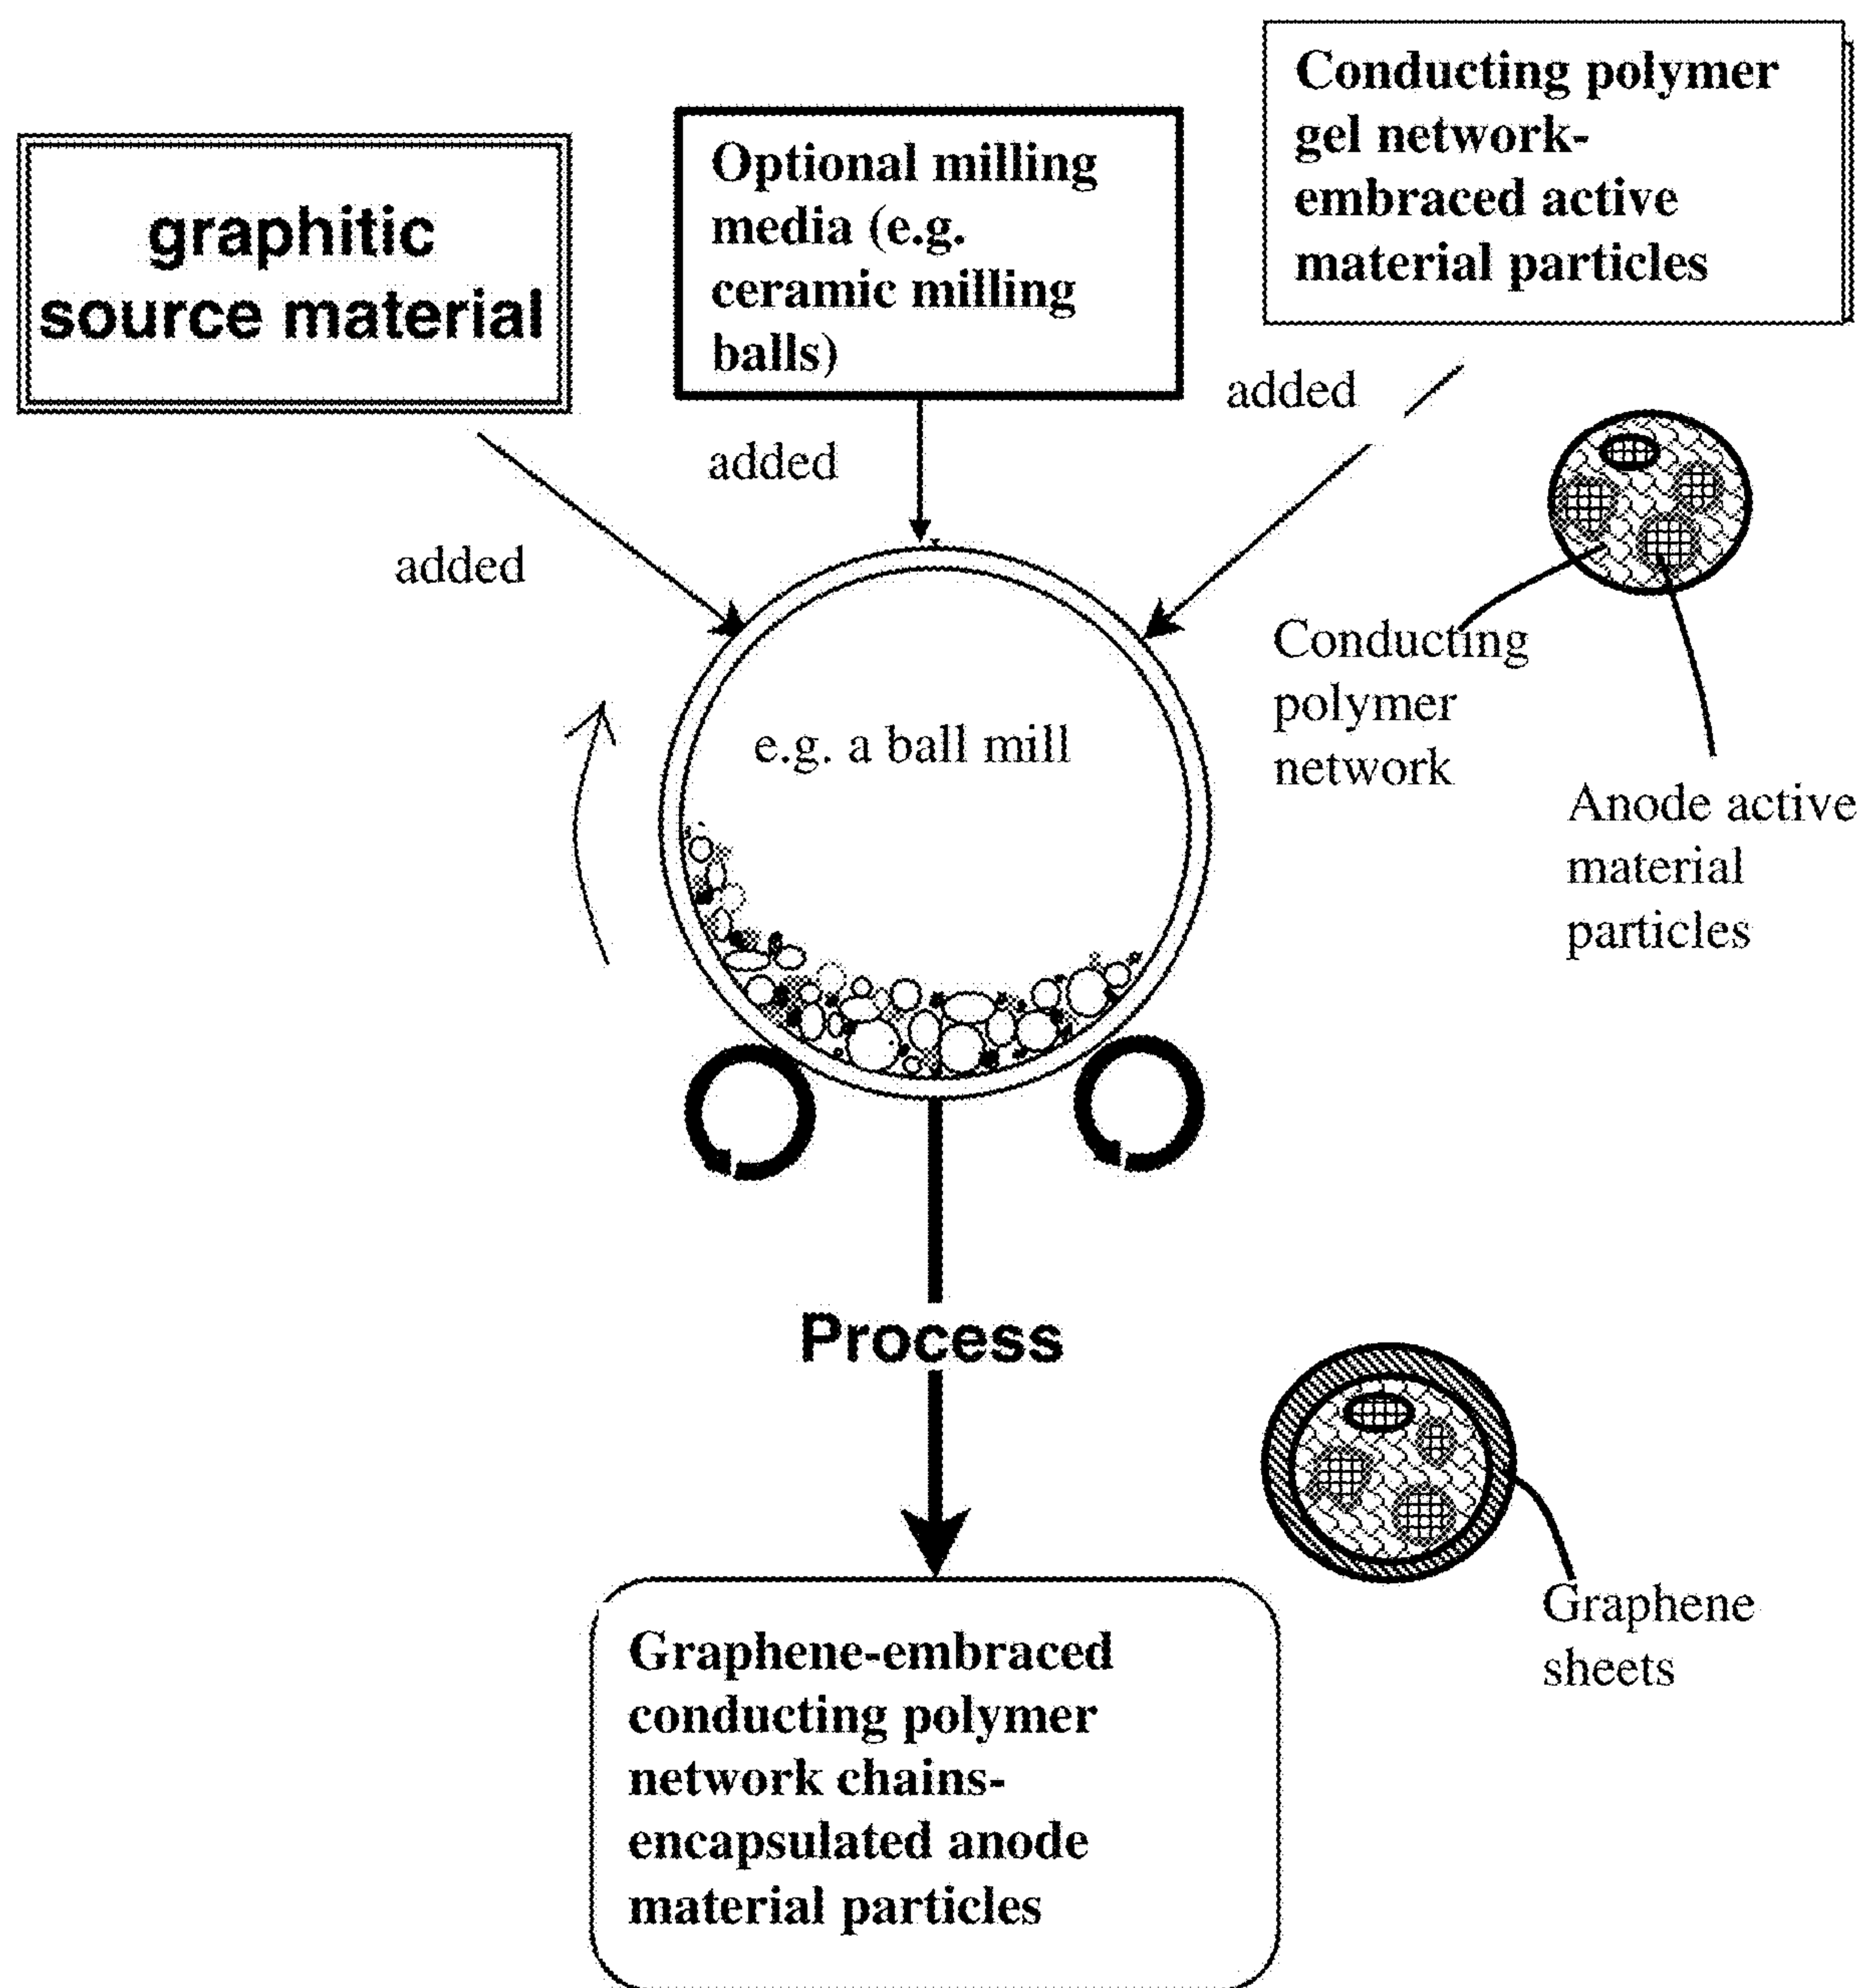 graphitic
source material
Optional milling
media (e.g.
ceramic milling
balls)
Conducting polymer
gel network-
embraced active
material particles
added
added
added
e.g. a ball mill
Conducting
polymer
network
Anode active
material
particles
Process
Graphene
sheets
Graphene-embraced
conducting polymer
network chains-
encapsulated anode
material particles